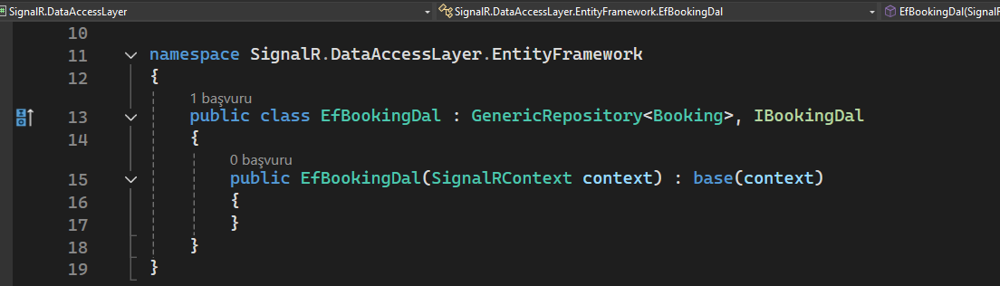 SignalR.DataAccessLayer
SignalR.DataAccessLayer.EntityFramework.EfBookingDal
EfBookingDal(SignalR
10
11 namespace SignalR.DataAccessLayer.EntityFramework
12 {
1 başvuru
13 public class EfBookingDal : GenericRepository<Booking>, IBookingDal
14 {
0 başvuru
15 public EfBookingDal(SignalRContext context) : base(context)
16 {
17 }
18 }
19 }